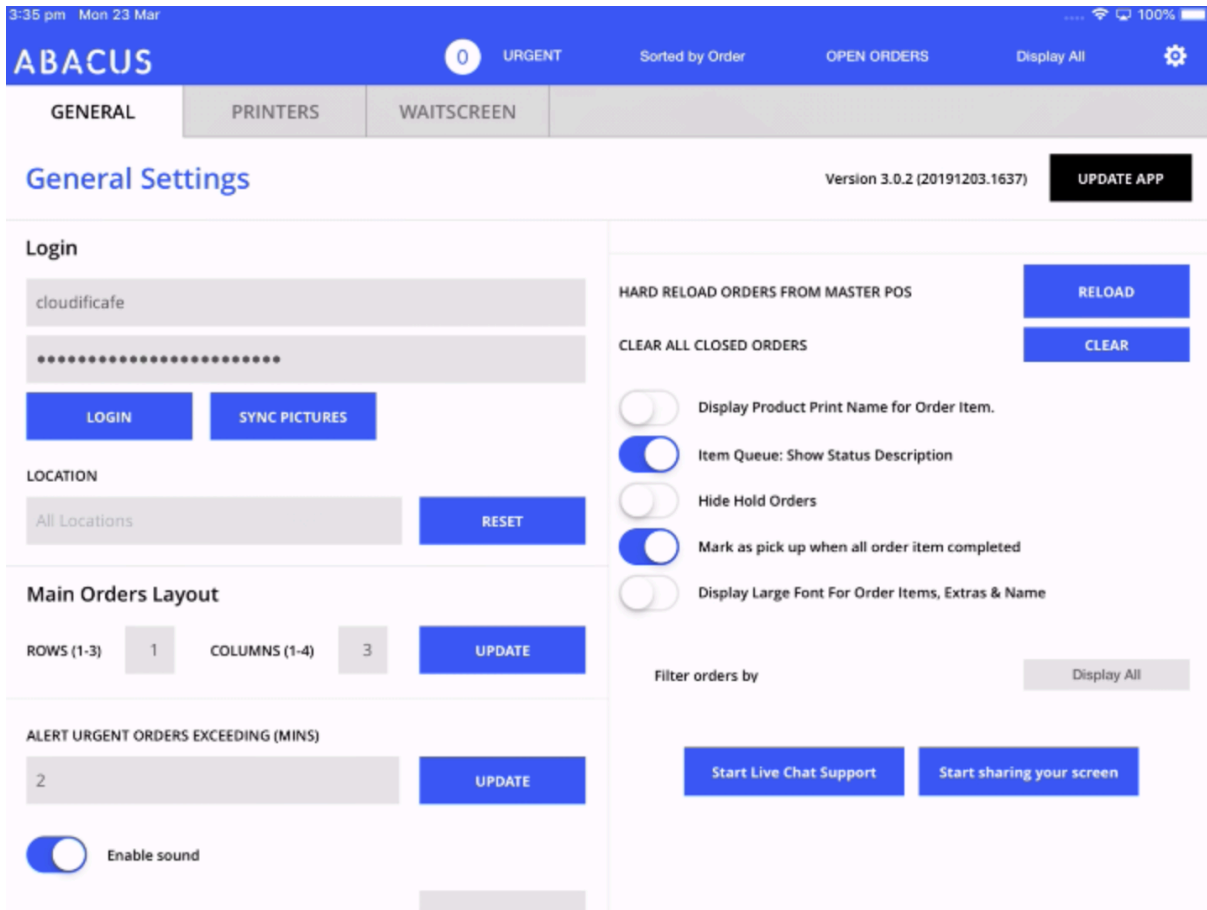 3:35 pm Mon 23 Mar 100%
ABACUS 0 URGENT Sorted by Order OPEN ORDERS Display All
GENERAL PRINTERS WAITSCREEN
General Settings Version 3.0.2 (20191203.1637) UPDATE APP
Login
cloudificafe
••••••••••••••••••••••••
LOGIN SYNC PICTURES
LOCATION
All Locations RESET
Main Orders Layout
ROWS (1-3) 1 COLUMNS (1-4) 3 UPDATE
ALERT URGENT ORDERS EXCEEDING (MINS)
2 UPDATE
Enable sound
HARD RELOAD ORDERS FROM MASTER POS RELOAD
CLEAR ALL CLOSED ORDERS CLEAR
Display Product Print Name for Order Item.
Item Queue: Show Status Description
Hide Hold Orders
Mark as pick up when all order item completed
Display Large Font For Order Items, Extras & Name
Filter orders by Display All
Start Live Chat Support Start sharing your screen